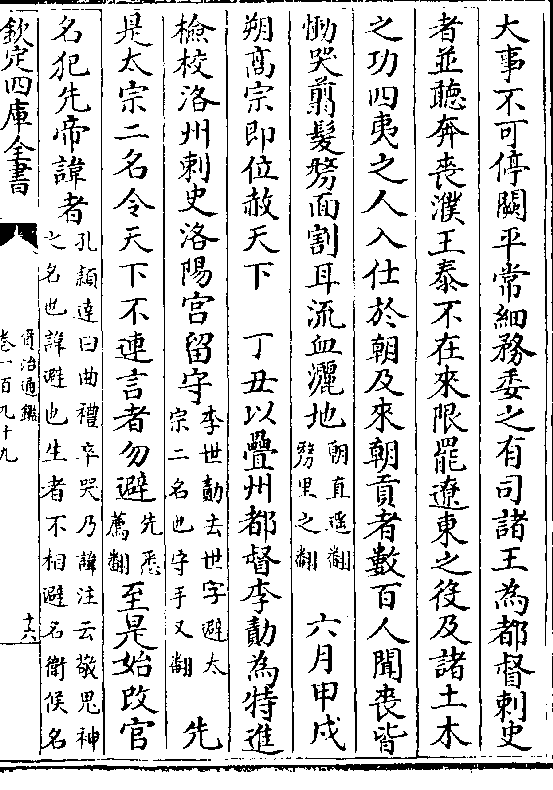 大事不可停闕平常細務委之有司諸王為都督刺史
者並聽奔喪濮王泰不在來限罷遼東之役及諸土木
之功四夷之人入仕於朝及來朝貢者數百人聞喪皆
慟哭翦髮剺面割耳流血灑地朝直遥翻剺里之翻六月甲戌
朔高宗即位赦天下 丁丑以疊州都督李勣為特進
檢校洛州刺史洛陽宫留守李世勣去世字避太宗二名也守手又翻 先
是太宗二名令天下不連言者勿避先悉薦翻至是始改官
名犯先帝諱者孔穎達曰曲禮卒哭乃諱注云敬鬼神之名也諱避也生者不相避名衛侯名
欽定四庫全書
資治通鑑
卷一百九十九
十六